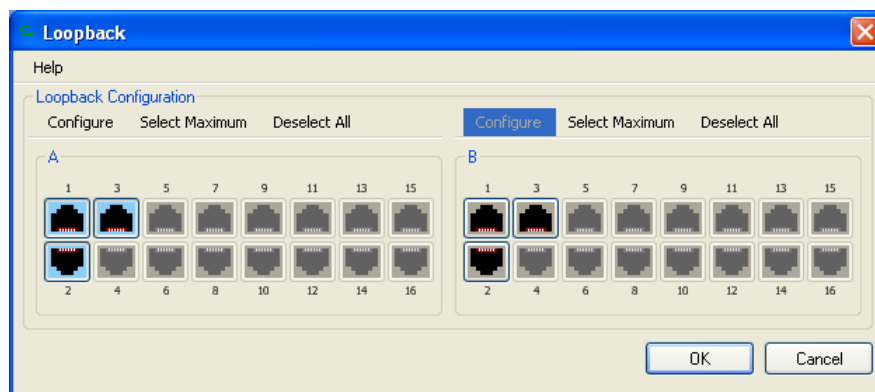 Loopback
Help
Loopback Configuration
Configure Select Maximum Deselect All Configure Select Maximum Deselect All
A B
1 3 5 7 9 11 13 15 1 3 5 7 9 11 13 15
2 4 6 8 10 12 14 16 2 4 6 8 10 12 14 16
OK Cancel